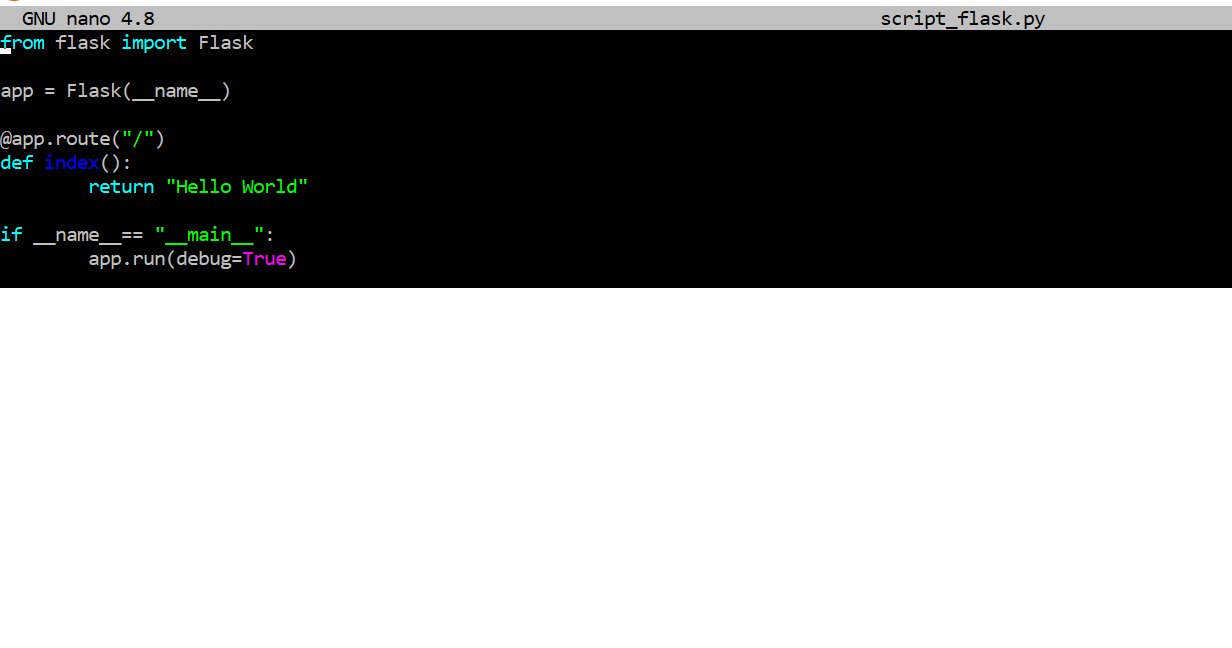 GNU nano 4.8 script_flask.py
from flask import Flask
app = Flask(__name__)
@app.route("/")
def index():
        return "Hello World"
if __name__== "__main__":
        app.run(debug=True)